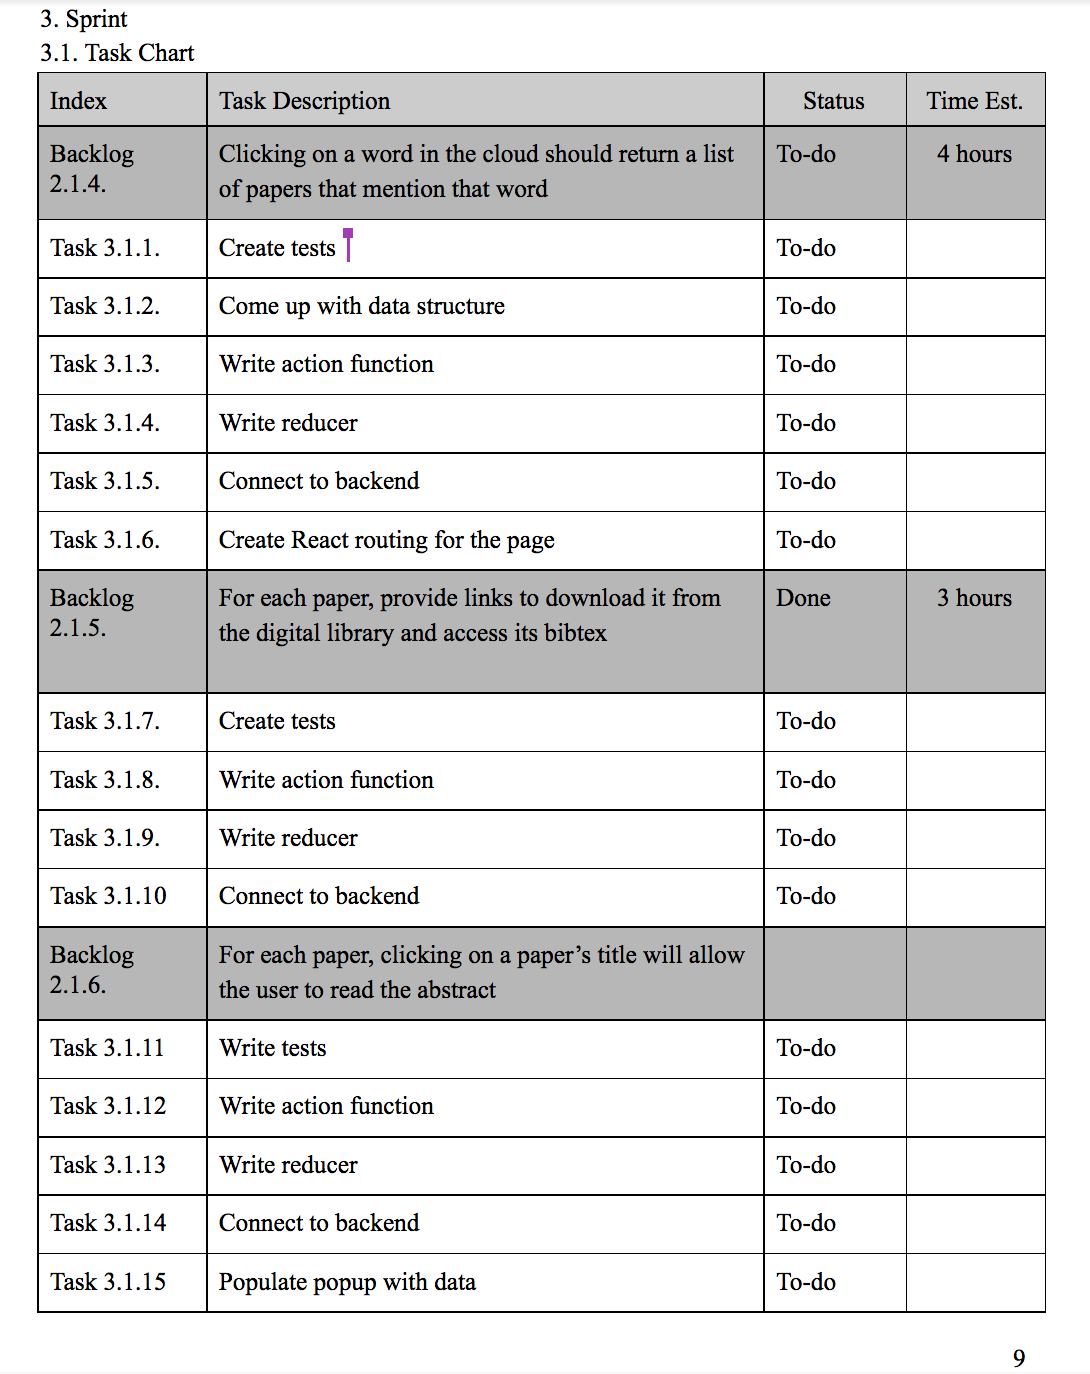 3. Sprint
3.1. Task Chart
Index Task Description Status Time Est.
Backlog 2.1.4. Clicking on a word in the cloud should return a list To-do 4 hours
of papers that mention that word
Task 3.1.1. Create tests To-do
Task 3.1.2. Come up with data structure To-do
Task 3.1.3. Write action function To-do
Task 3.1.4. Write reducer To-do
Task 3.1.5. Connect to backend To-do
Task 3.1.6. Create React routing for the page To-do
Backlog 2.1.5. For each paper, provide links to download it from Done 3 hours
the digital library and access its bibtex
Task 3.1.7. Create tests To-do
Task 3.1.8. Write action function To-do
Task 3.1.9. Write reducer To-do
Task 3.1.10 Connect to backend To-do
Backlog 2.1.6. For each paper, clicking on a paper’s title will allow
the user to read the abstract
Task 3.1.11 Write tests To-do
Task 3.1.12 Write action function To-do
Task 3.1.13 Write reducer To-do
Task 3.1.14 Connect to backend To-do
Task 3.1.15 Populate popup with data To-do
9